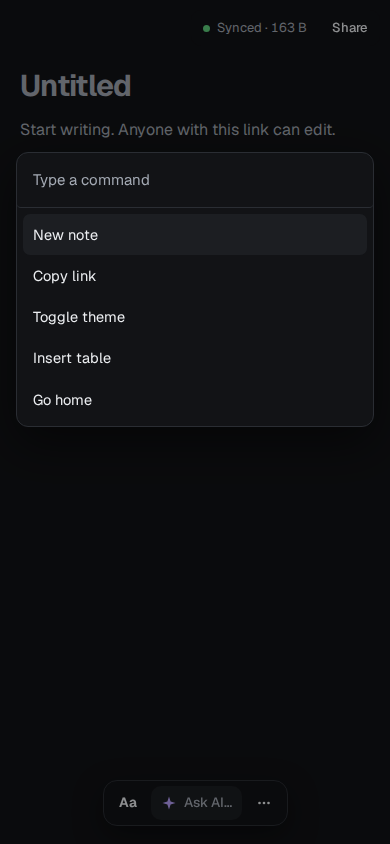 Synced · 163 B Share
Untitled
Start writing. Anyone with this link can edit.
Type a command
New note
Copy link
Toggle theme
Insert table
Go home
Aa Ask AI... ···